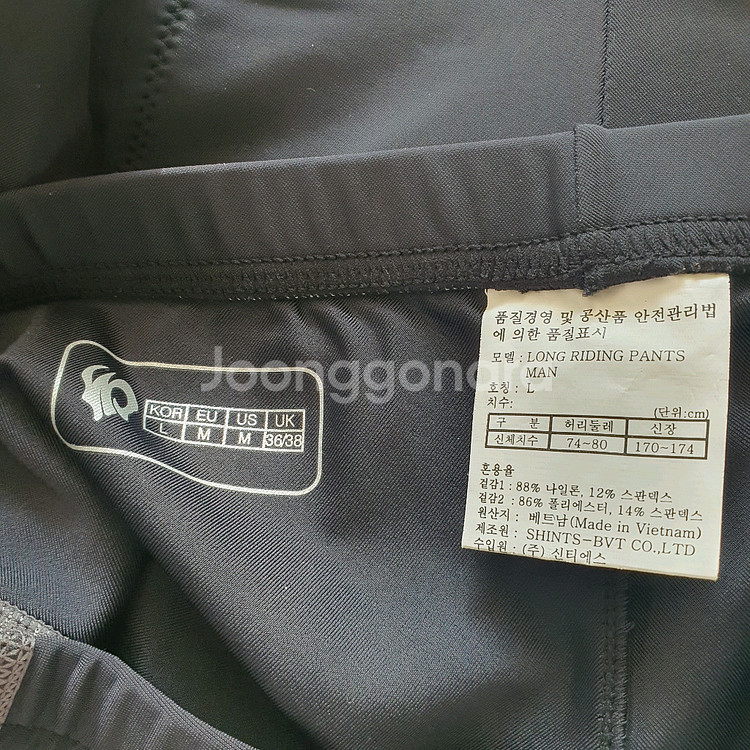 품질경영 및 공산품 안전관리법
에 의한 품질표시
모델 : LONG RIDING PANTS
MAN
호칭 : L
치수: (단위:cm)
구 분 허리둘레 신장
신체치수 74~80 170~174
혼용율
겉감1 : 88% 나일론, 12% 스판덱스
겉감2 : 86% 폴리에스터, 14% 스판덱스
원산지 : 베트남(Made in Vietnam)
제조원 : SHINTS-BVT CO.,LTD
수입원 : (주) 신티에스
Joonggonara
KOR EU US UK
L M M 36/38